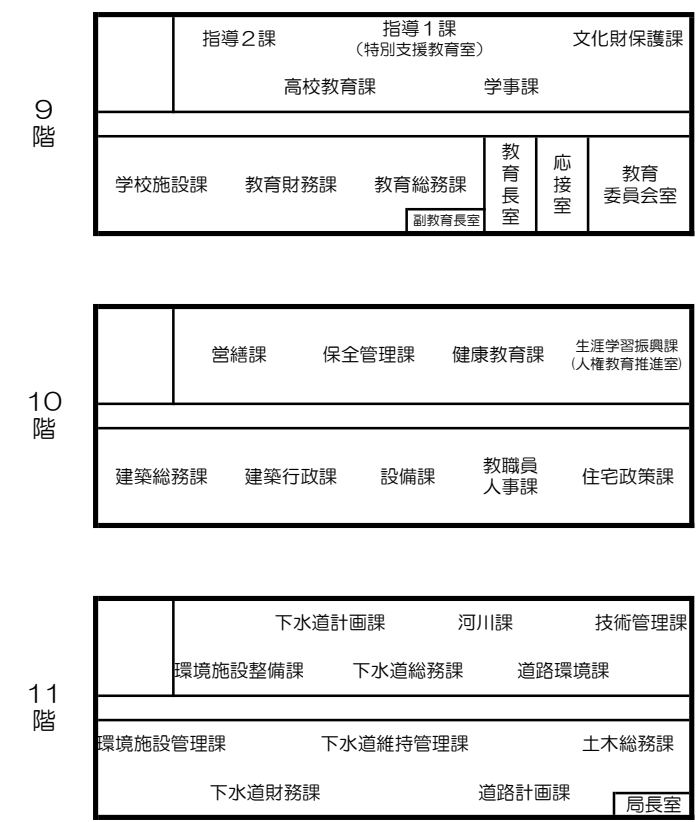 9
階
指導2課
指導1課
(特別支援教育室)
文化財保護課
高校教育課
学事課
学校施設課
教育財務課
教育総務課
副教育長室
教育長室
応接室
教育
委員会室
10
階
営繕課
保全管理課
健康教育課
生涯学習振興課
(人権教育推進室)
建築総務課
建築行政課
設備課
教職員
人事課
住宅政策課
11
階
下水道計画課
河川課
技術管理課
環境施設整備課
下水道総務課
道路環境課
環境施設管理課
下水道維持管理課
土木総務課
下水道財務課
道路計画課
局長室